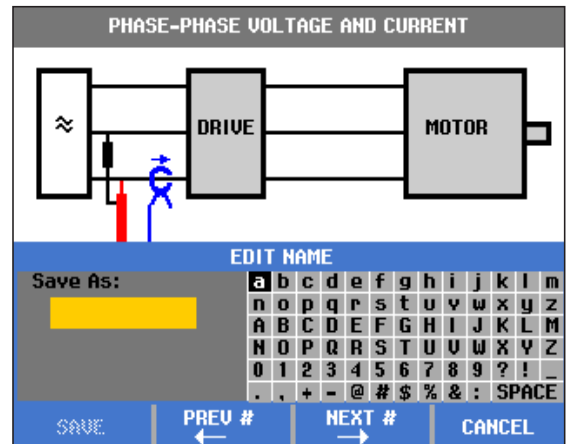 PHASE-PHASE VOLTAGE AND CURRENT
≈ DRIVE MOTOR
EDIT NAME
Save As:
a b c d e f g h i j k l m
n o p q r s t u v w x y z
A B C D E F G H I J K L M
N O P Q R S T U V W X Y Z
0 1 2 3 4 5 6 7 8 9 ? ! _
. , + - @ # $ % & : SPACE
SAVE PREV # NEXT # CANCEL